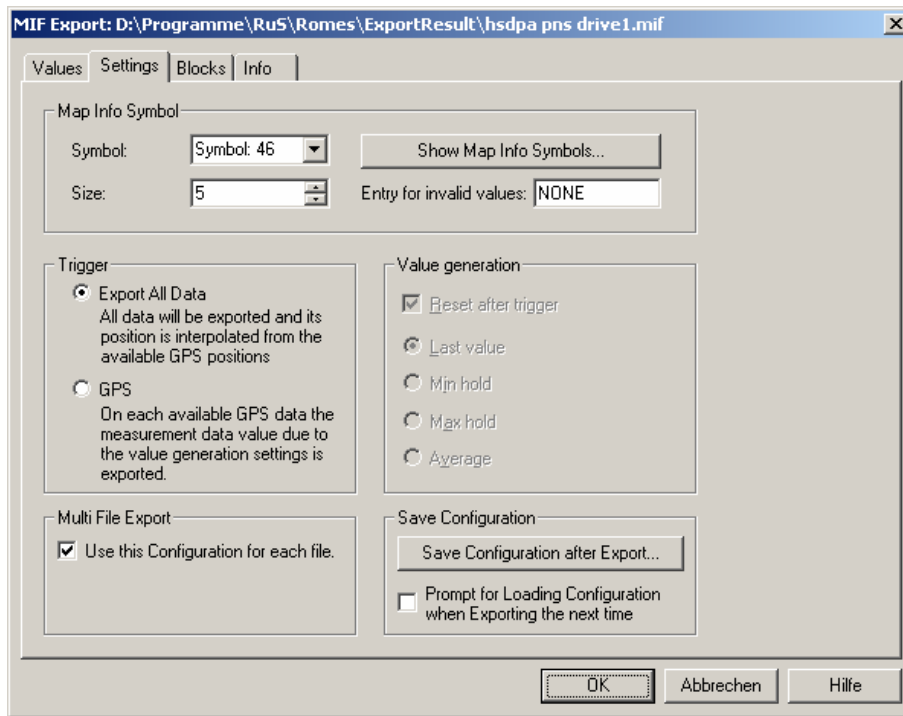 MIF Export: D:\Programme\RuS\Romes\ExportResult\hsdpa pns drive1.mif
Values Settings Blocks Info
Map Info Symbol
Symbol: Symbol: 46 Show Map Info Symbols...
Size: 5 Entry for invalid values: NONE
Trigger
Export All Data
All data will be exported and its
position is interpolated from the
available GPS positions
GPS
On each available GPS data the
measurement data value due to
the value generation settings is
exported.
Value generation
Reset after trigger
Last value
Min hold
Max hold
Average
Multi File Export
Use this Configuration for each file.
Save Configuration
Save Configuration after Export...
Prompt for Loading Configuration
when Exporting the next time
OK Abbrechen Hilfe